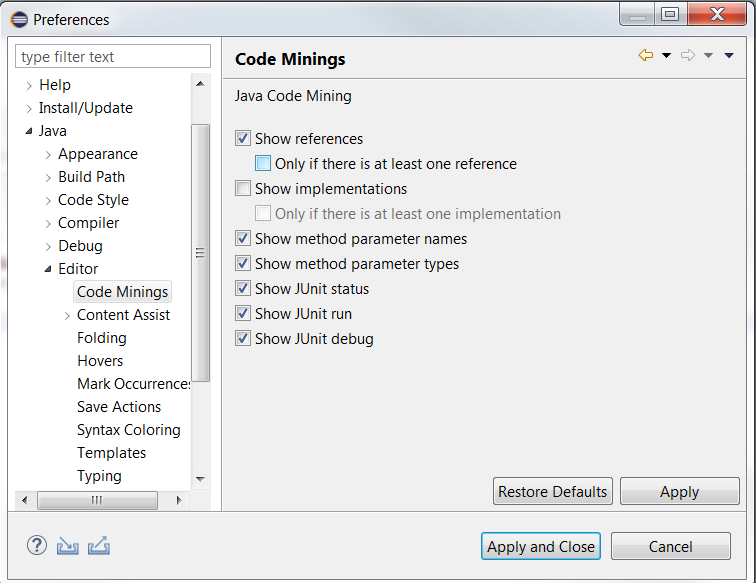 Preferences
type filter text
Help
Install/Update
Java
Appearance
Build Path
Code Style
Compiler
Debug
Editor
Code Minings
Content Assist
Folding
Hovers
Mark Occurrences
Save Actions
Syntax Coloring
Templates
Typing
Code Minings
Java Code Mining
Show references
Only if there is at least one reference
Show implementations
Only if there is at least one implementation
Show method parameter names
Show method parameter types
Show JUnit status
Show JUnit run
Show JUnit debug
Restore Defaults
Apply
Apply and Close
Cancel